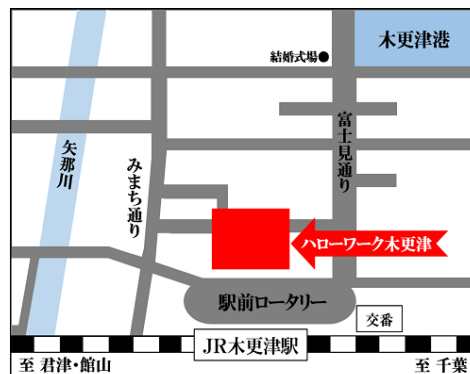 木更津港
結婚式場
富士見通り
矢那川
みまち通り
ハローワーク木更津
駅前ロータリー
交番
JR木更津駅
至 君津・館山
至 千葉